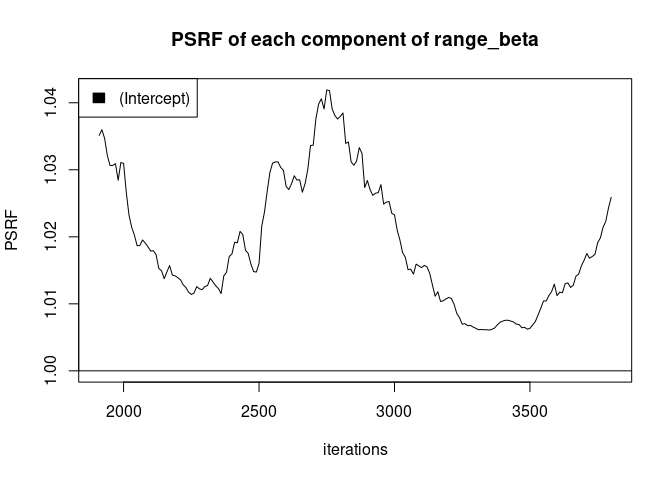 PSRF of each component of range_beta
(Intercept)
PSRF
1.04
1.03
1.02
1.01
1.00
2000 2500 3000 3500
iterations